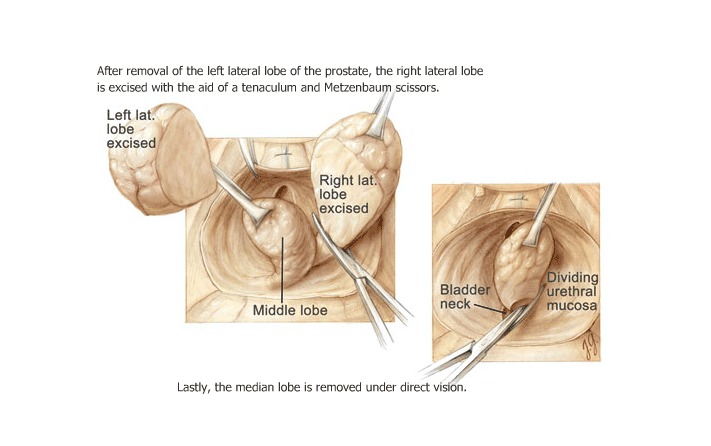 After removal of the left lateral lobe of the prostate, the right lateral lobe
is excised with the aid of a tenaculum and Metzenbaum scissors.
Left lat.
lobe
excised
Right lat.
lobe
excised
Middle lobe
Bladder
neck
Dividing
urethral
mucosa
J.G.
Lastly, the median lobe is removed under direct vision.